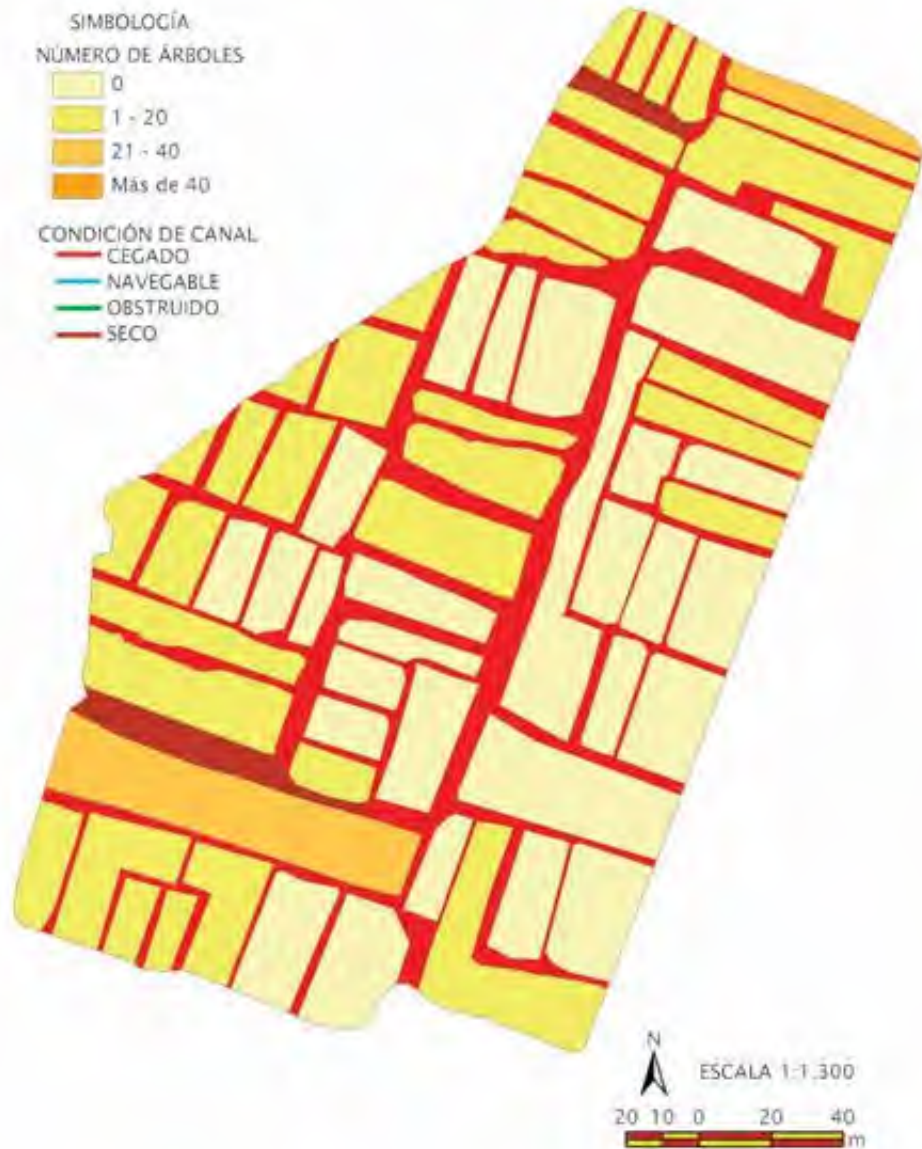 SIMBOLOGÍA
NÚMERO DE ÁRBOLES
0
1 - 20
21 - 40
Más de 40
CONDICIÓN DE CANAL
CEGADO
NAVEGABLE
OBSTRUIDO
SECO
N
ESCALA 1:1.300
20 10 0 20 40
m